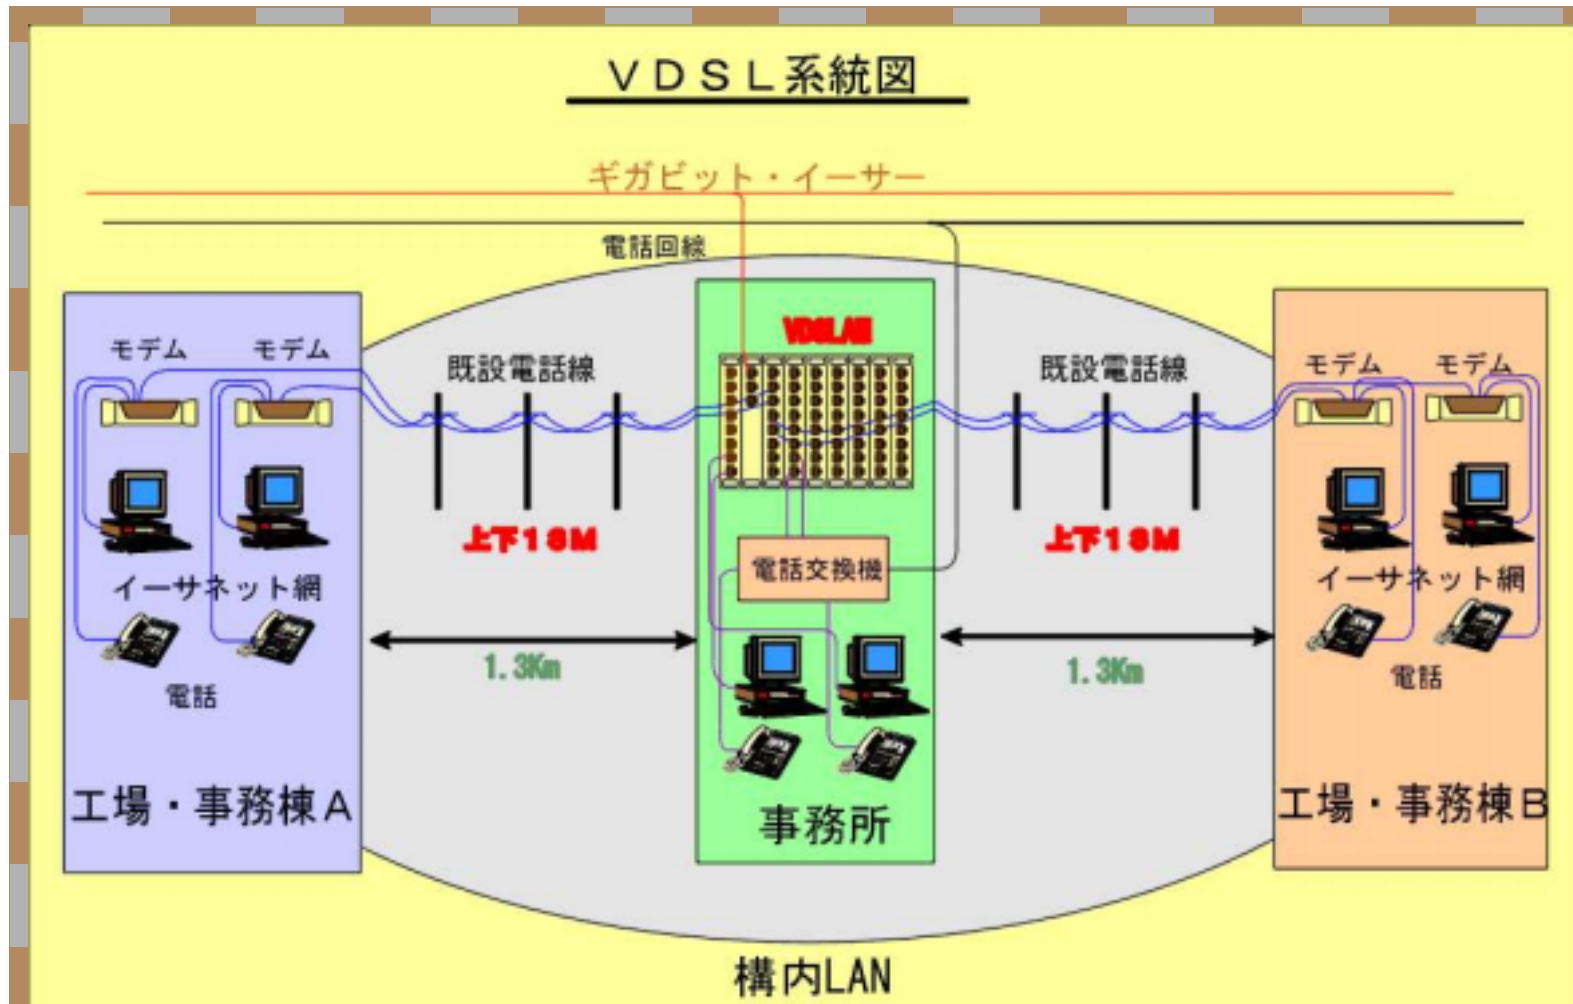 ＶＤＳＬ系統図
ギガビット・イーサー
電話回線
VDSLAM
モデム
モデム
既設電話線
既設電話線
モデム
モデム
上下１８Ｍ
上下１８Ｍ
電話交換機
イーサネット網
イーサネット網
1.3Km
1.3Km
電話
電話
工場・事務棟Ａ
事務所
工場・事務棟Ｂ
構内LAN